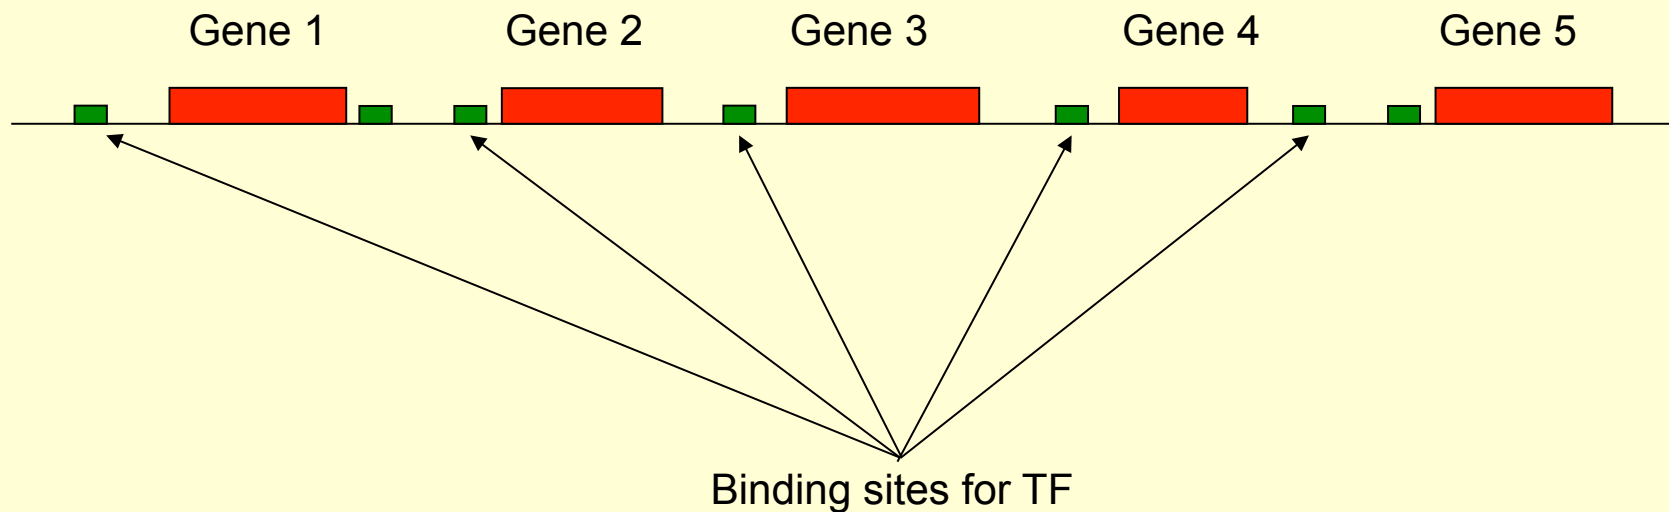 Gene 1 Gene 2 Gene 3 Gene 4 Gene 5
Binding sites for TF